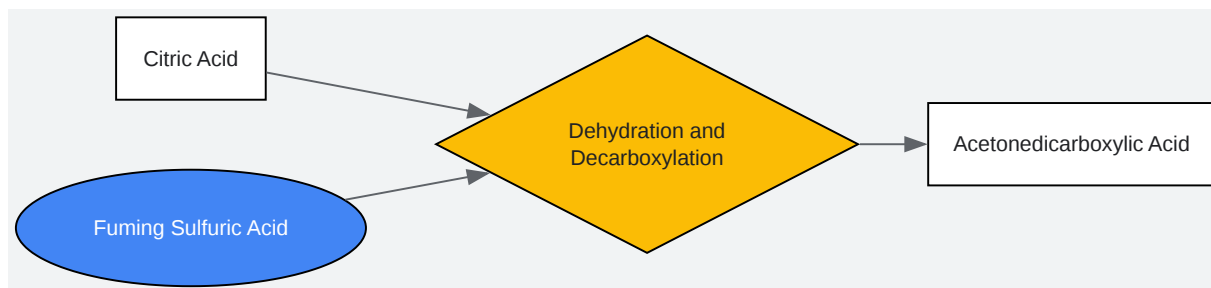 Citric Acid
Fuming Sulfuric Acid
Dehydration and
Decarboxylation
Acetonedicarboxylic Acid